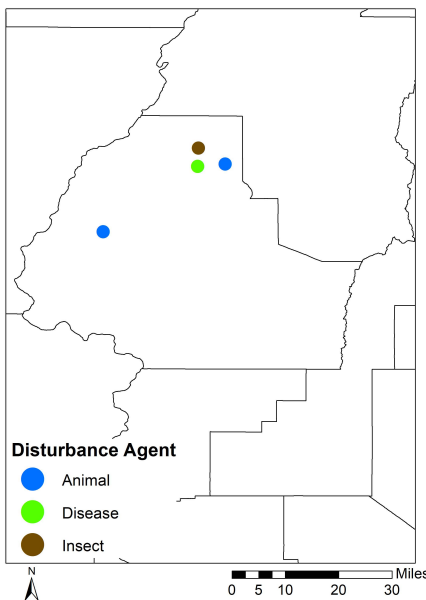 Disturbance Agent
Animal
Disease
Insect
N
Miles
0 5 10 20 30